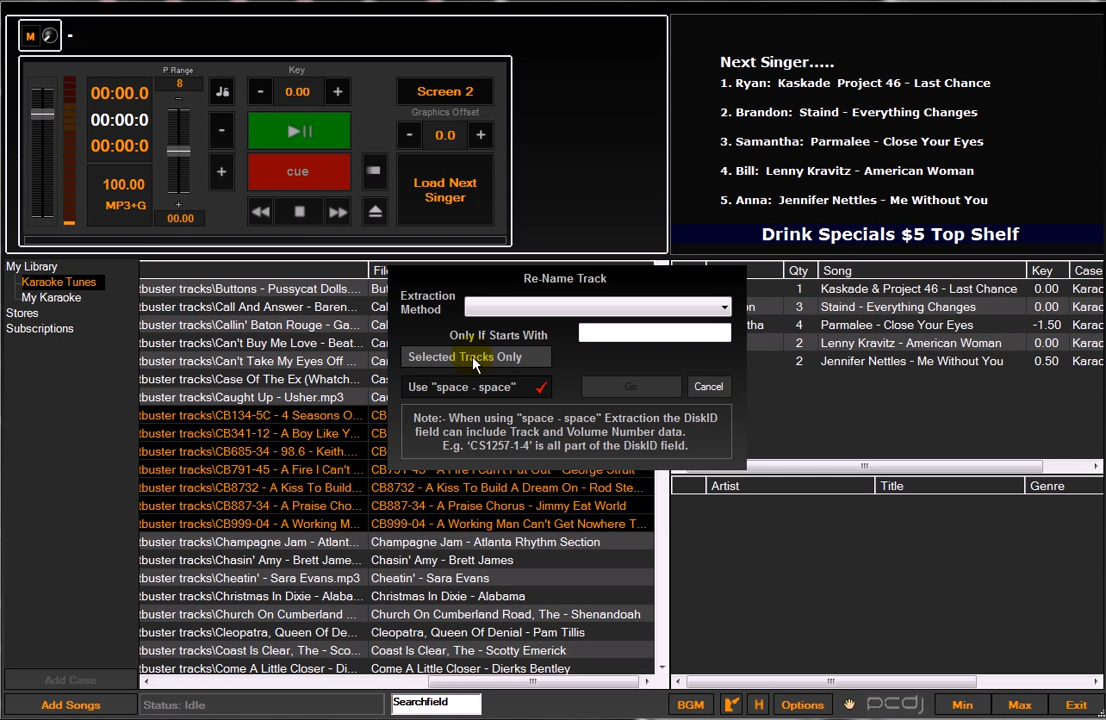 M -
P Range
8
Key
00:00.0
00:00:0
00:00:0
- 0.00 +
Screen 2
Graphics Offset
- 0.0 +
cue
Load Next
Singer
100.00
MP3+G
00.00
Next Singer.....
1. Ryan: Kaskade Project 46 - Last Chance
2. Brandon: Staind - Everything Changes
3. Samantha: Parmalee - Close Your Eyes
4. Bill: Lenny Kravitz - American Woman
5. Anna: Jennifer Nettles - Me Without You
Drink Specials $5 Top Shelf
My Library
Karaoke Tunes
My Karaoke
Stores
Subscriptions
tbuster tracks\Buttons - Pussycat Dolls....
tbuster tracks\Call And Answer - Baren...
tbuster tracks\Callin' Baton Rouge - Ga...
tbuster tracks\Can't Buy Me Love - Beat...
tbuster tracks\Can't Take My Eyes Off ...
tbuster tracks\Case Of The Ex (Whatch...
tbuster tracks\Caught Up - Usher.mp3
tbuster tracks\CB134-5C - 4 Seasons O...
tbuster tracks\CB341-12 - A Boy Like Y...
tbuster tracks\CB685-34 - 98.6 - Keith....
tbuster tracks\CB791-45 - A Fire I Can't ...
tbuster tracks\CB8732 - A Kiss To Build...
CB8732 - A Kiss To Build A Dream On - Rod Ste...
tbuster tracks\CB887-34 - A Praise Cho...
CB887-34 - A Praise Chorus - Jimmy Eat World
tbuster tracks\CB999-04 - A Working M...
CB999-04 - A Working Man Can't Get Nowhere T...
tbuster tracks\Champagne Jam - Atlant...
Champagne Jam - Atlanta Rhythm Section
tbuster tracks\Chasin' Amy - Brett Jame...
Chasin' Amy - Brett James
tbuster tracks\Cheatin' - Sara Evans.mp3
Cheatin' - Sara Evans
tbuster tracks\Christmas In Dixie - Alaba...
Christmas In Dixie - Alabama
tbuster tracks\Church On Cumberland ...
Church On Cumberland Road, The - Shenandoah
tbuster tracks\Cleopatra, Queen Of De...
Cleopatra, Queen Of Denial - Pam Tillis
tbuster tracks\Coast Is Clear, The - Sco...
Coast Is Clear, The - Scotty Emerick
tbuster tracks\Come A Little Closer - Di...
Come A Little Closer - Dierks Bentley
Re-Name Track
Extraction
Method
Only If Starts With
Selected Tracks Only
Use "space - space"
Go
Cancel
Note:- When using "space - space" Extraction the DiskID
field can include Track and Volume Number data.
E.g. 'CS1257-1-4' is all part of the DiskID field.
Qty Song Key Case
1 Kaskade & Project 46 - Last Chance 0.00 Karac
3 Staind - Everything Changes 0.00 Karac
4 Parmalee - Close Your Eyes -1.50 Karac
2 Lenny Kravitz - American Woman 0.00 Karac
2 Jennifer Nettles - Me Without You 0.50 Karac
Artist Title Genre
Add Case
Add Songs
Status: Idle
Searchfield
BGM
H
Options
pcdj
Min
Max
Exit